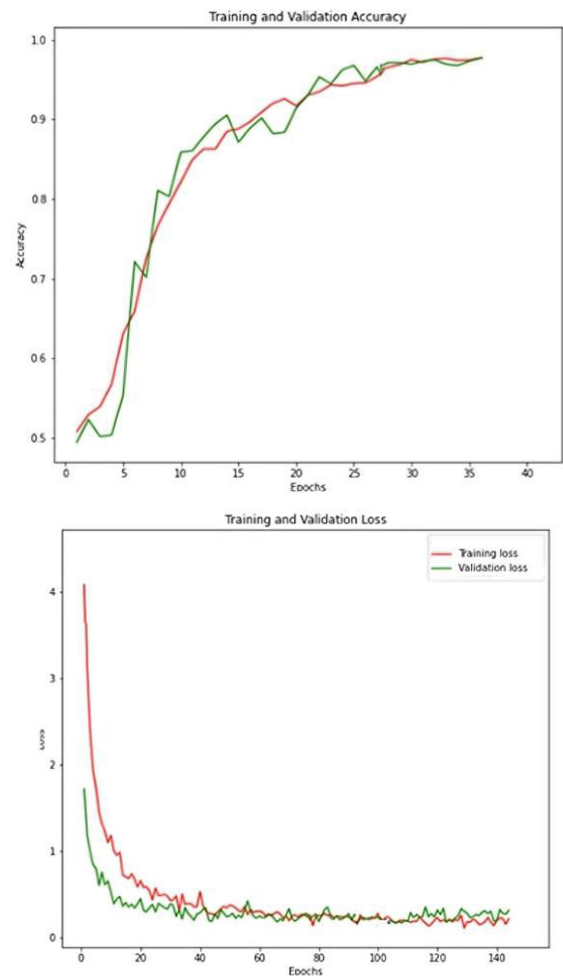 Training and Validation Accuracy
1.0
0.9
0.8
0.7
0.6
0.5
Accuracy
0 5 10 15 20 25 30 35 40
Epochs
Training and Validation Loss
Training loss
Validation loss
4
3
2
1
0
Loss
0 20 40 60 80 100 120 140
Epochs